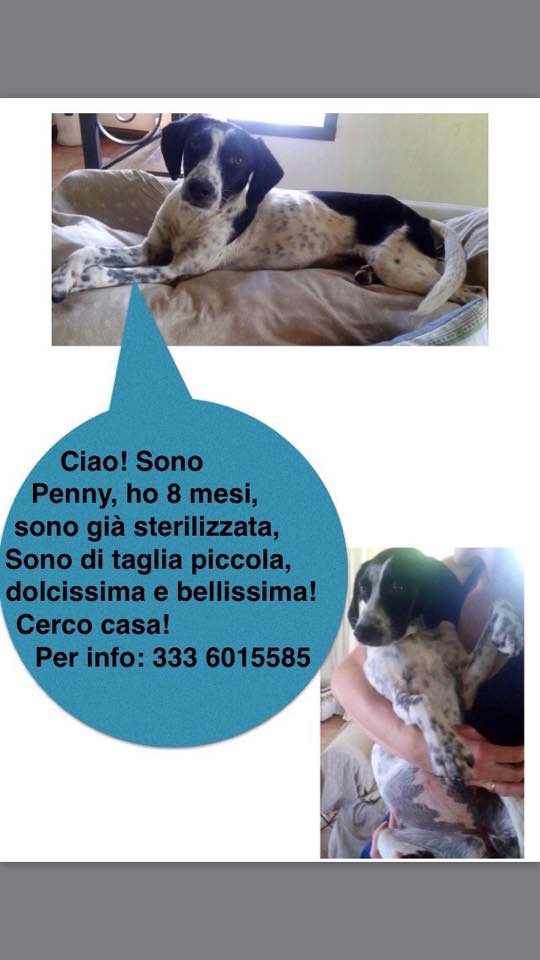 Ciao! Sono
Penny, ho 8 mesi,
sono già sterilizzata,
Sono di taglia piccola,
dolcissima e bellissima!
Cerco casa!
Per info: 333 6015585